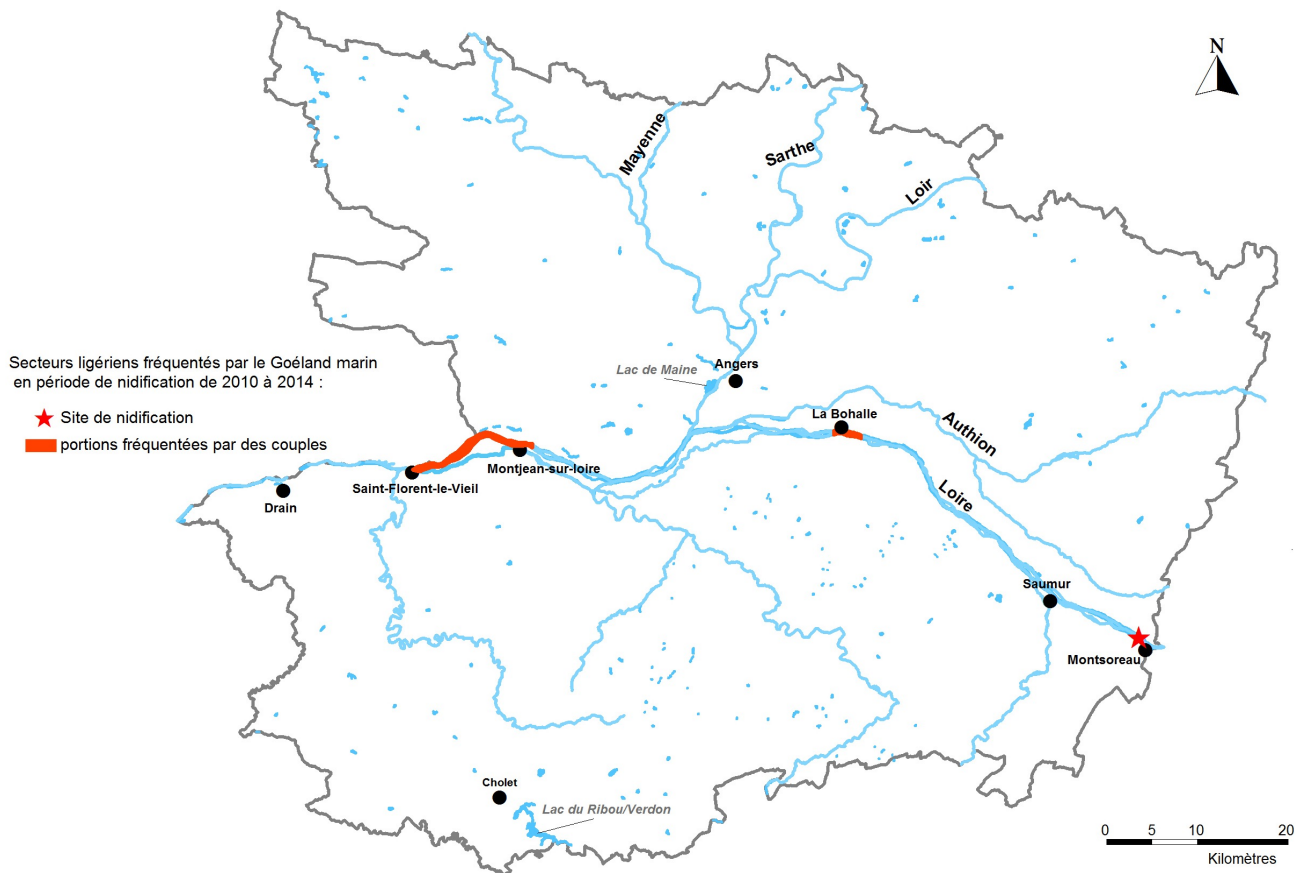 N
Mayenne
Sarthe
Loir
Secteurs ligériens fréquentés par le Goéland marin
en période de nidification de 2010 à 2014 :
Site de nidification
portions fréquentées par des couples
Lac de Maine
Angers
La Bohalle
Authion
Montjean-sur-loire
Saint-Florent-le-Vieil
Drain
Loire
Saumur
Montsoreau
Cholet
Lac du Ribou/Verdon
0 5 10 20
Kilomètres